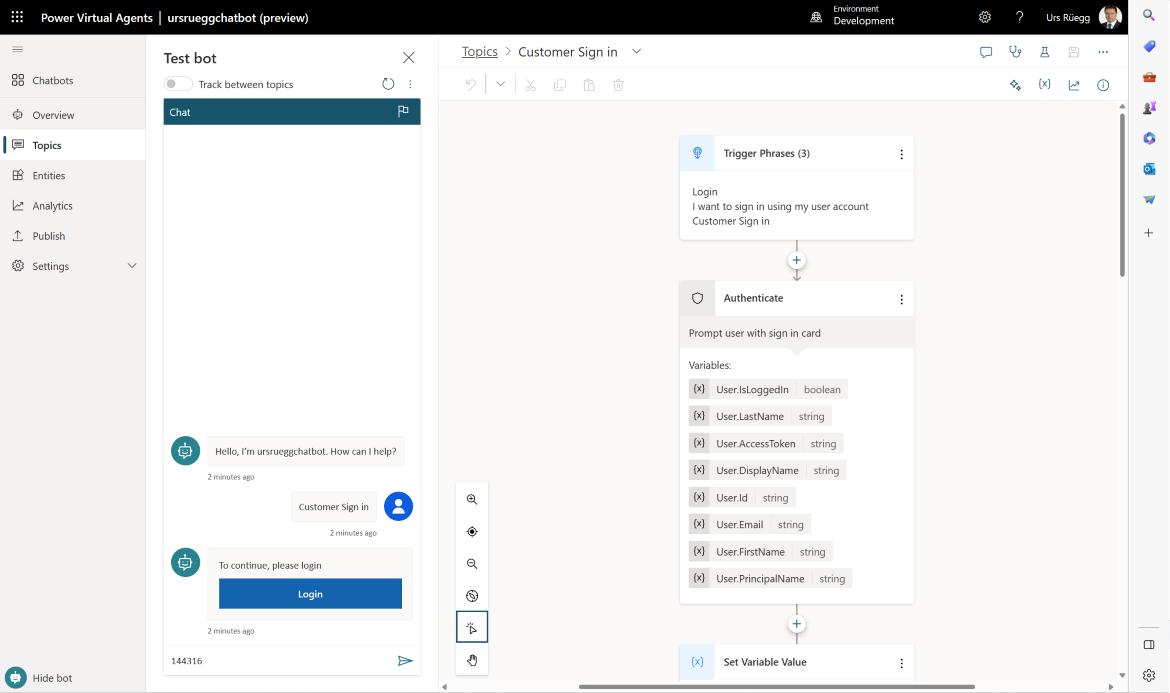 Power Virtual Agents | ursrueggchatbot (preview)
Environment
Development
?
Urs Rüegg
Chatbots
Overview
Topics
Entities
Analytics
Publish
Settings
Hide bot
Test bot
Track between topics
Chat
Hello, I'm ursrueggchatbot. How can I help?
2 minutes ago
Customer Sign in
2 minutes ago
To continue, please login
Login
2 minutes ago
144316
Topics > Customer Sign in
{x}
Trigger Phrases (3)
Login
I want to sign in using my user account
Customer Sign in
Authenticate
Prompt user with sign in card
Variables:
{x} User.IsLoggedIn boolean
{x} User.LastName string
{x} User.AccessToken string
{x} User.DisplayName string
{x} User.Id string
{x} User.Email string
{x} User.FirstName string
{x} User.PrincipalName string
{x} Set Variable Value